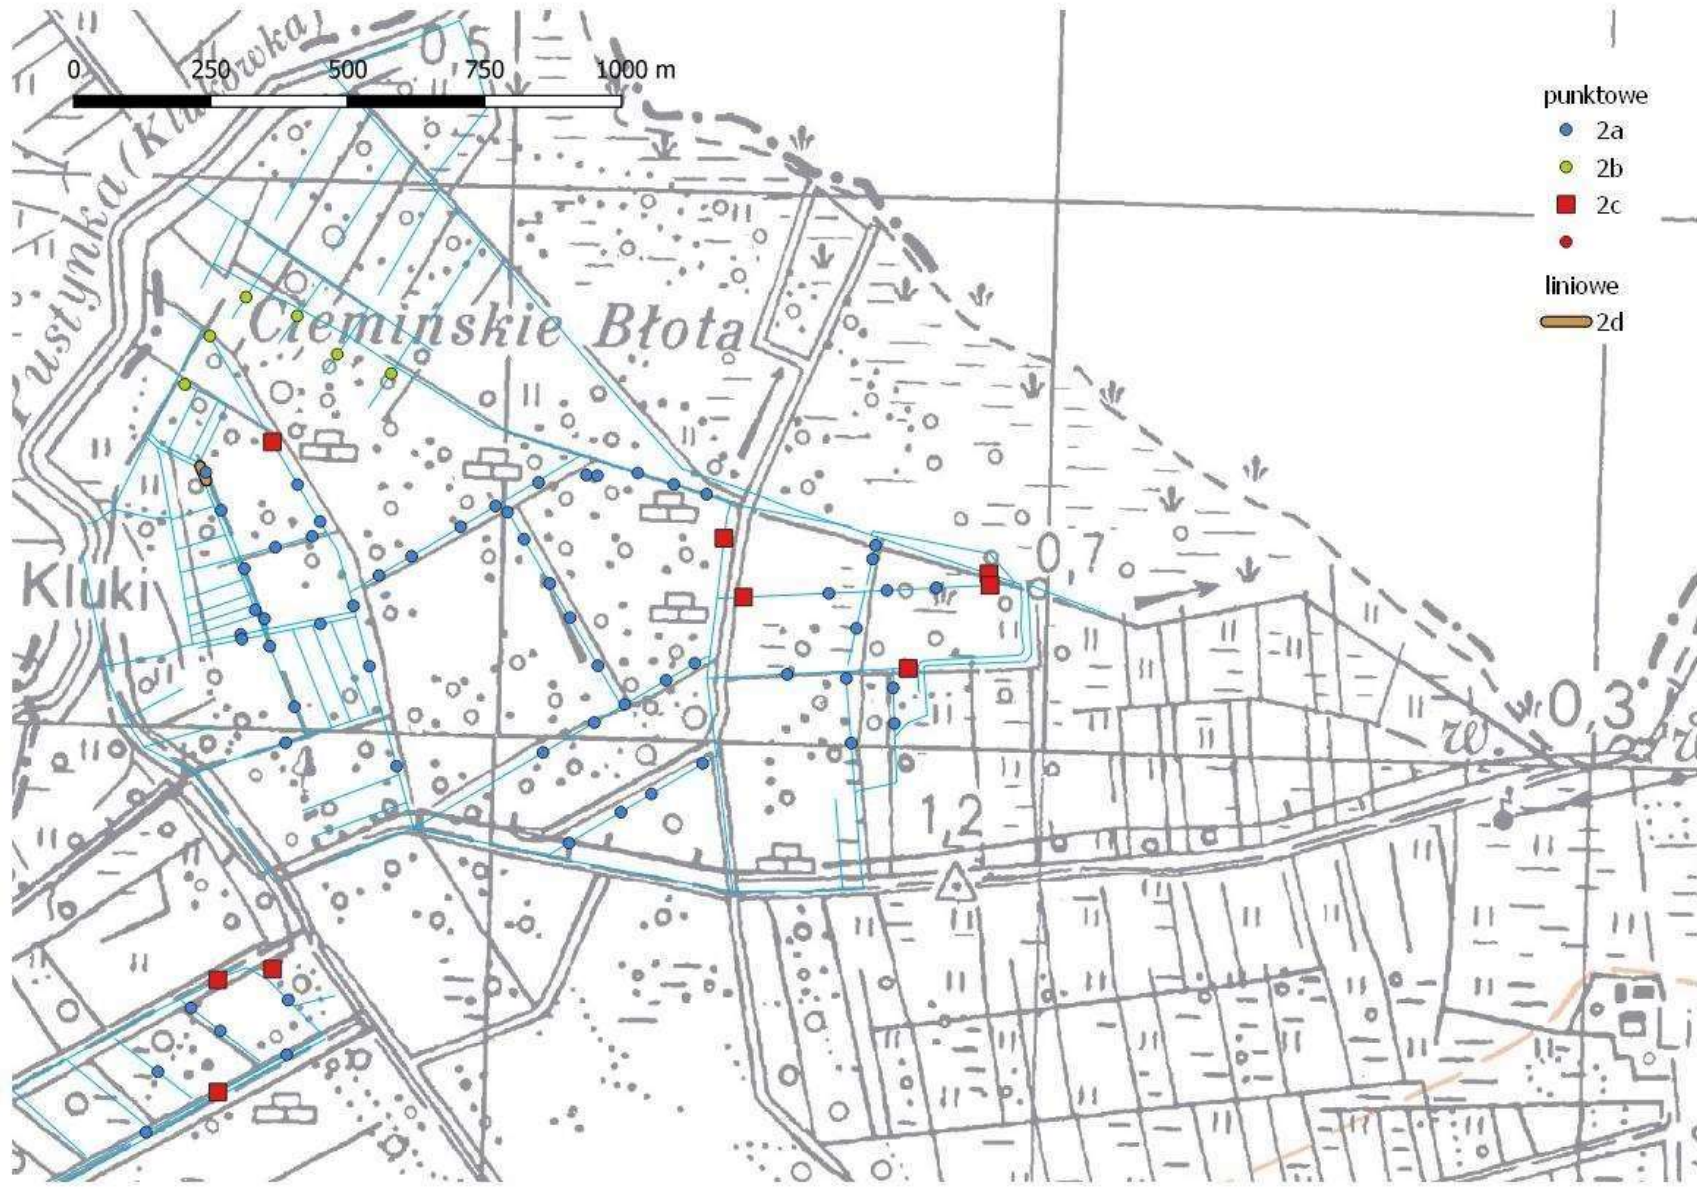 0 250 500 750 1000 m
0,5
Pustynka (Klukówka)
punktowe
2a
2b
2c
liniowe
2d
Ciemińskie Błota
Kluki
0,7
0,3
w
1,2